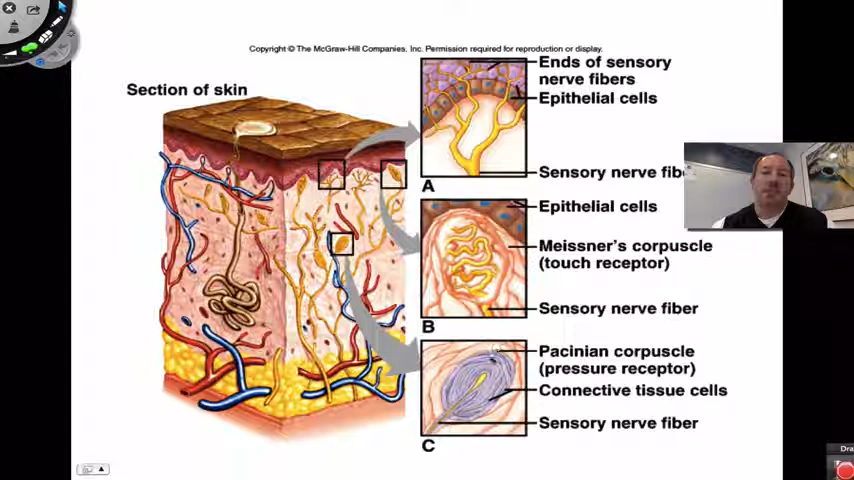 Copyright © The McGraw-Hill Companies, Inc. Permission required for reproduction or display.
Section of skin
Ends of sensory
nerve fibers
Epithelial cells
Sensory nerve
A
Epithelial cells
Meissner's corpuscle
(touch receptor)
Sensory nerve fiber
B
Pacinian corpuscle
(pressure receptor)
Connective tissue cells
Sensory nerve fiber
C